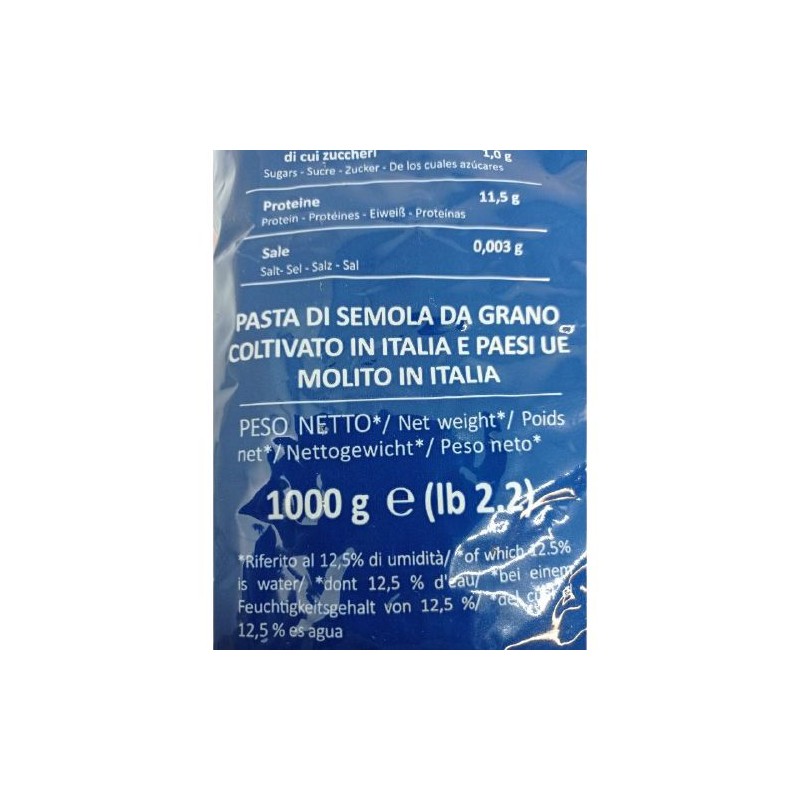 di cui zuccheri 1,0 g
Sugars - Sucre - Zucker - De los cuales azúcares
Proteine 11,5 g
Protein - Protéines - Eiweiß - Proteínas
Sale 0,003 g
Salt- Sel - Salz - Sal
PASTA DI SEMOLA DA GRANO
COLTIVATO IN ITALIA E PAESI UE
MOLITO IN ITALIA
PESO NETTO*/ Net weight*/ Poids
net*/ Nettogewicht*/ Peso neto*
1000 g ℮ (lb 2.2)
*Riferito al 12,5% di umidità/ *of which 12.5%
is water/ *dont 12,5 % d'eau/ *bei einem
Feuchtigkeitsgehalt von 12,5 %/ *del
12,5 % es agua